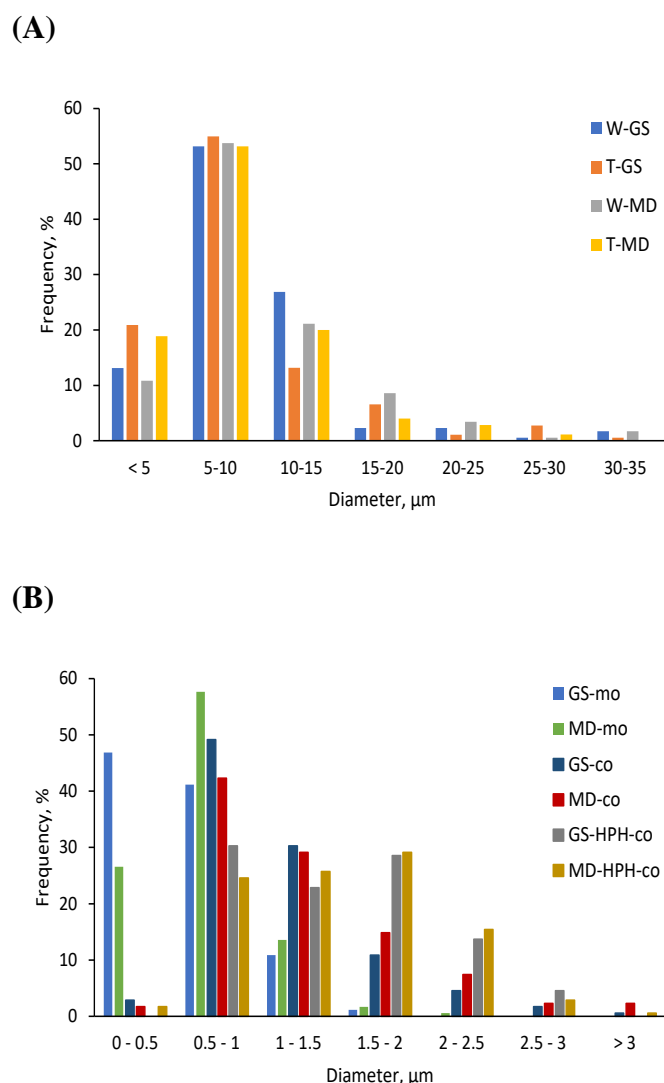 (A)
60
50
40
30
20
10
0
Frequency, %
< 5
5-10
10-15
15-20
20-25
25-30
30-35
Diameter, µm
W-GS
T-GS
W-MD
T-MD
(B)
60
50
40
30
20
10
0
Frequency, %
0 - 0.5
0.5 - 1
1 - 1.5
1.5 - 2
2 - 2.5
2.5 - 3
> 3
Diameter, µm
GS-mo
MD-mo
GS-co
MD-co
GS-HPH-co
MD-HPH-co